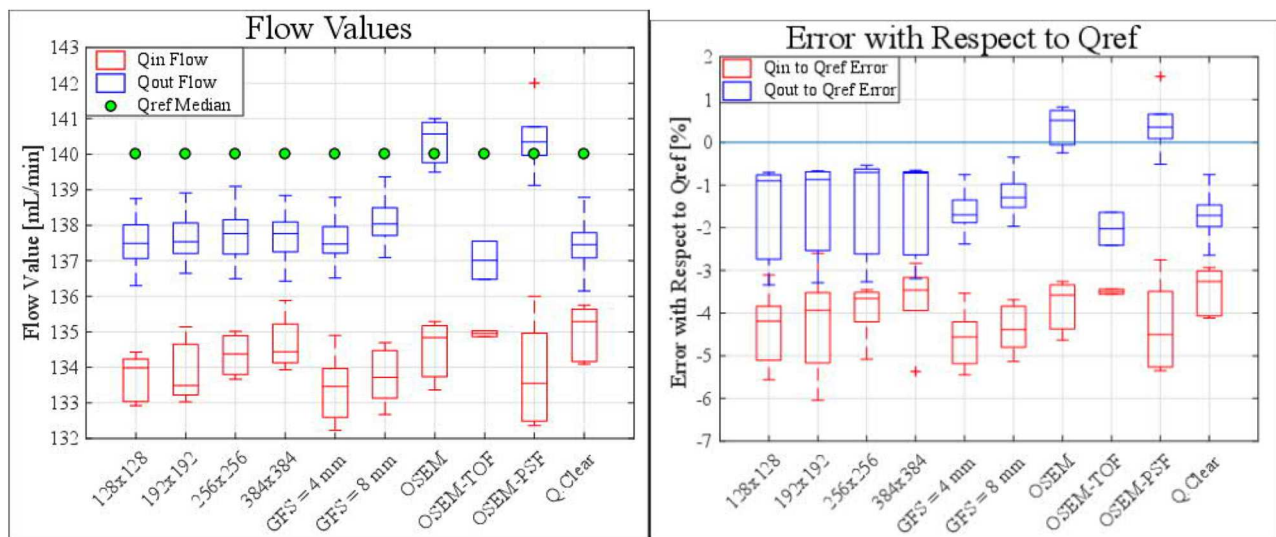 Flow Values
143
142
141
140
139
138
137
136
135
134
133
132
Flow Value [mL/min]
Qin Flow
Qout Flow
Qref Median
128x128
192x192
256x256
384x384
GFS = 4 mm
GFS = 8 mm
OSEM
OSEM-TOF
OSEM-PSF
Q.Clear
Error with Respect to Qref
2
1
0
-1
-2
-3
-4
-5
-6
-7
Error with Respect to Qref [%]
Qin to Qref Error
Qout to Qref Error
128x128
192x192
256x256
384x384
GFS = 4 mm
GFS = 8 mm
OSEM
OSEM-TOF
OSEM-PSF
Q.Clear